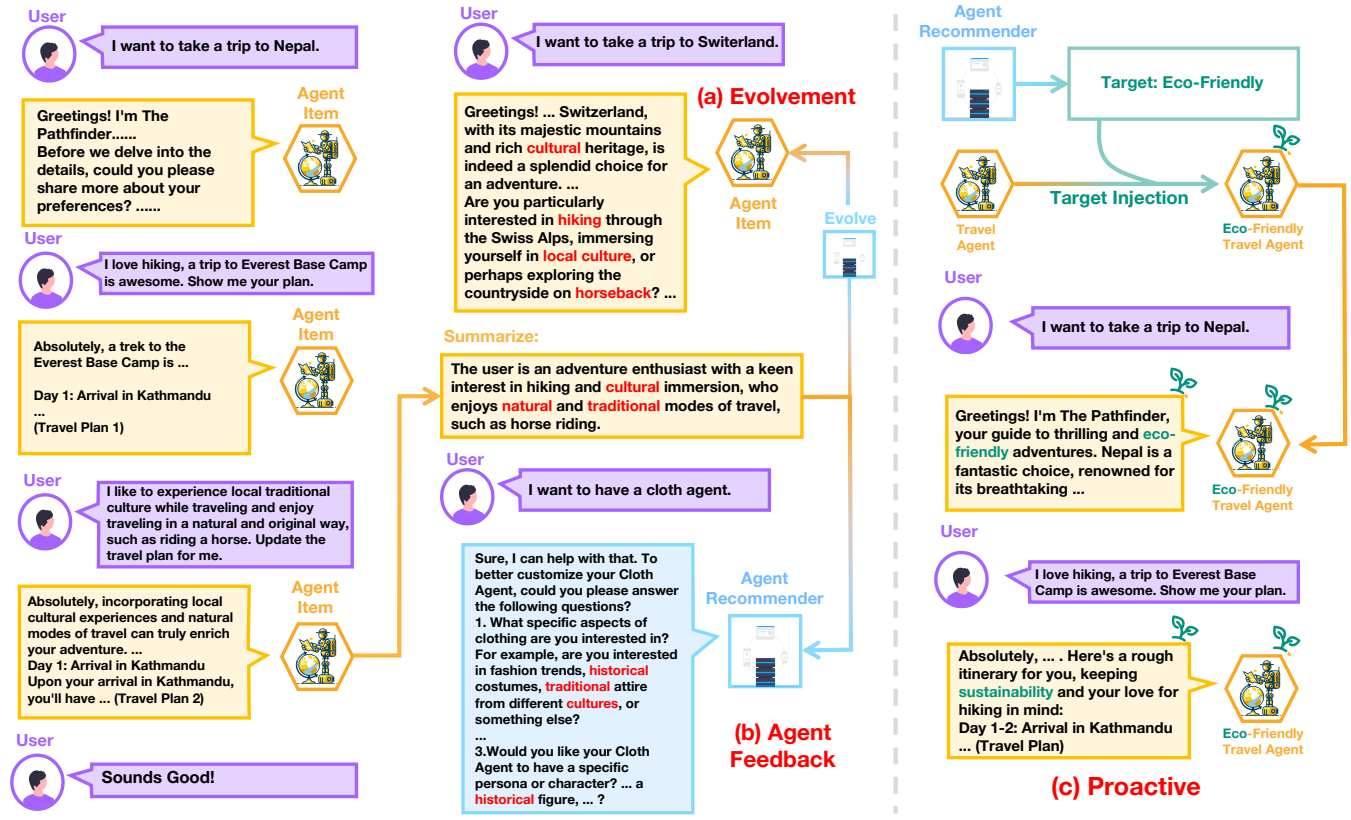 User
I want to take a trip to Nepal.
Greetings! I'm The
Pathfinder......
Before we delve into the
details, could you please
share more about your
preferences? ......
Agent
Item
User
I love hiking, a trip to Everest Base Camp
is awesome. Show me your plan.
Agent
Item
Absolutely, a trek to the
Everest Base Camp is ...
Day 1: Arrival in Kathmandu
...
(Travel Plan 1)
User
I like to experience local traditional
culture while traveling and enjoy
traveling in a natural and original way,
such as riding a horse. Update the
travel plan for me.
Agent
Item
Absolutely, incorporating local
cultural experiences and natural
modes of travel can truly enrich
your adventure. ...
Day 1: Arrival in Kathmandu
Upon your arrival in Kathmandu,
you'll have ... (Travel Plan 2)
User
Sounds Good!
User
I want to take a trip to Switerland.
(a) Evolvement
Greetings! ... Switzerland,
with its majestic mountains
and rich cultural heritage, is
indeed a splendid choice for
an adventure. ...
Are you particularly
interested in hiking through
the Swiss Alps, immersing
yourself in local culture, or
perhaps exploring the
countryside on horseback? ...
Agent
Item
Evolve
Summarize:
The user is an adventure enthusiast with a keen
interest in hiking and cultural immersion, who
enjoys natural and traditional modes of travel,
such as horse riding.
User
I want to have a cloth agent.
Sure, I can help with that. To
better customize your Cloth
Agent, could you please answer
the following questions?
1. What specific aspects of
clothing are you interested in?
For example, are you interested
in fashion trends, historical
costumes, traditional attire
from different cultures, or
something else?
...
3.Would you like your Cloth
Agent to have a specific
persona or character? ... a
historical figure, ... ?
Agent
Recommender
(b) Agent
Feedback
Agent
Recommender
Target: Eco-Friendly
Target Injection
Travel
Agent
Eco-Friendly
Travel Agent
User
I want to take a trip to Nepal.
Greetings! I'm The Pathfinder,
your guide to thrilling and eco-
friendly adventures. Nepal is a
fantastic choice, renowned for
its breathtaking ...
Eco-Friendly
Travel Agent
User
I love hiking, a trip to Everest Base
Camp is awesome. Show me your plan.
Absolutely, ... . Here's a rough
itinerary for you, keeping
sustainability and your love for
hiking in mind:
Day 1-2: Arrival in Kathmandu
... (Travel Plan)
Eco-Friendly
Travel Agent
(c) Proactive